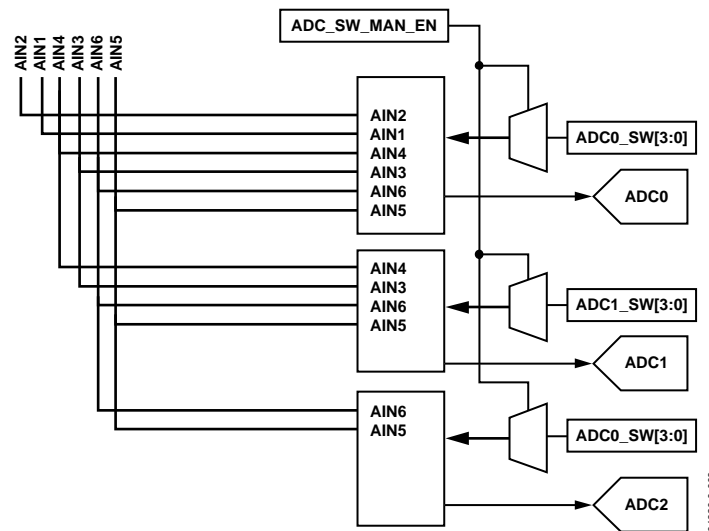 ADC_SW_MAN_EN
AIN2
AIN1
AIN4
AIN3
AIN6
AIN5
AIN2
AIN1
AIN4
AIN3
AIN6
AIN5
ADC0_SW[3:0]
ADC0
AIN4
AIN3
AIN6
AIN5
ADC1_SW[3:0]
ADC1
AIN6
AIN5
ADC0_SW[3:0]
ADC2